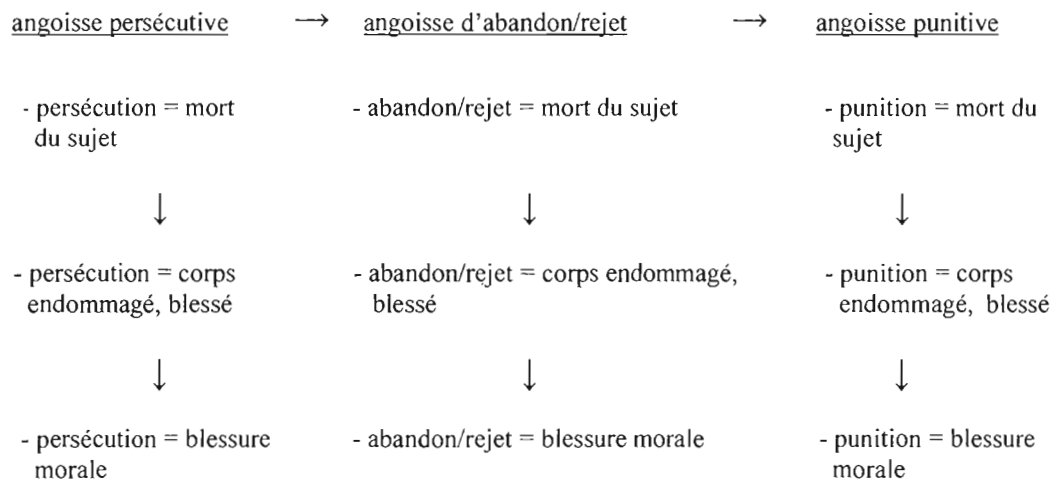 angoisse persécutive → angoisse d'abandon/rejet → angoisse punitive
- persécution = mort
du sujet
- abandon/rejet = mort du sujet
- punition = mort du
sujet
↓ ↓ ↓
- persécution = corps
endommagé, blessé
- abandon/rejet = corps endommagé,
blessé
- punition = corps
endommagé, blessé
↓ ↓ ↓
- persécution = blessure
morale
- abandon/rejet = blessure morale
- punition = blessure
morale